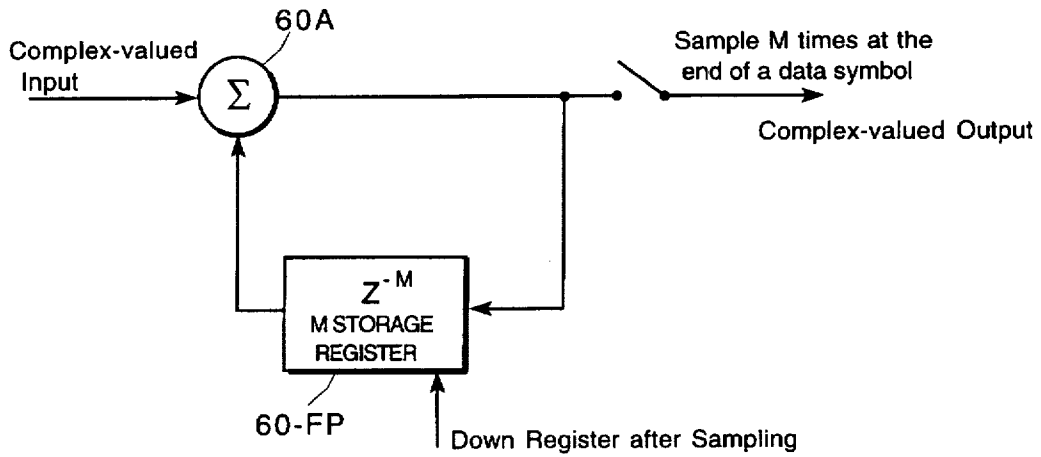 60A
Complex-valued
Input
Σ
Sample M times at the
end of a data symbol
Complex-valued Output
Z^-M
M STORAGE
REGISTER
60-FP
Down Register after Sampling